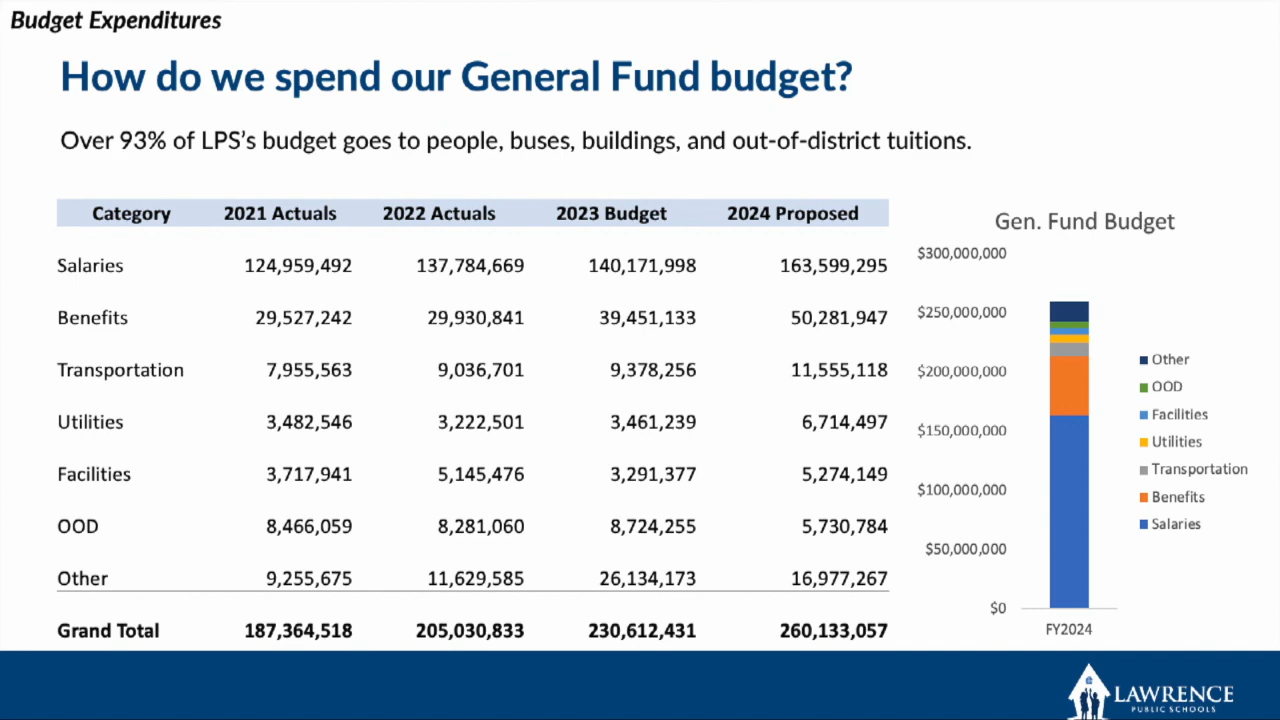 Budget Expenditures
How do we spend our General Fund budget?
Over 93% of LPS’s budget goes to people, buses, buildings, and out-of-district tuitions.
Category 2021 Actuals 2022 Actuals 2023 Budget 2024 Proposed
Salaries 124,959,492 137,784,669 140,171,998 163,599,295
Benefits 29,527,242 29,930,841 39,451,133 50,281,947
Transportation 7,955,563 9,036,701 9,378,256 11,555,118
Utilities 3,482,546 3,222,501 3,461,239 6,714,497
Facilities 3,717,941 5,145,476 3,291,377 5,274,149
OOD 8,466,059 8,281,060 8,724,255 5,730,784
Other 9,255,675 11,629,585 26,134,173 16,977,267
Grand Total 187,364,518 205,030,833 230,612,431 260,133,057
Gen. Fund Budget
$300,000,000
$250,000,000
$200,000,000
$150,000,000
$100,000,000
$50,000,000
$0
FY2024
Other
OOD
Facilities
Utilities
Transportation
Benefits
Salaries
LAWRENCE
PUBLIC SCHOOLS